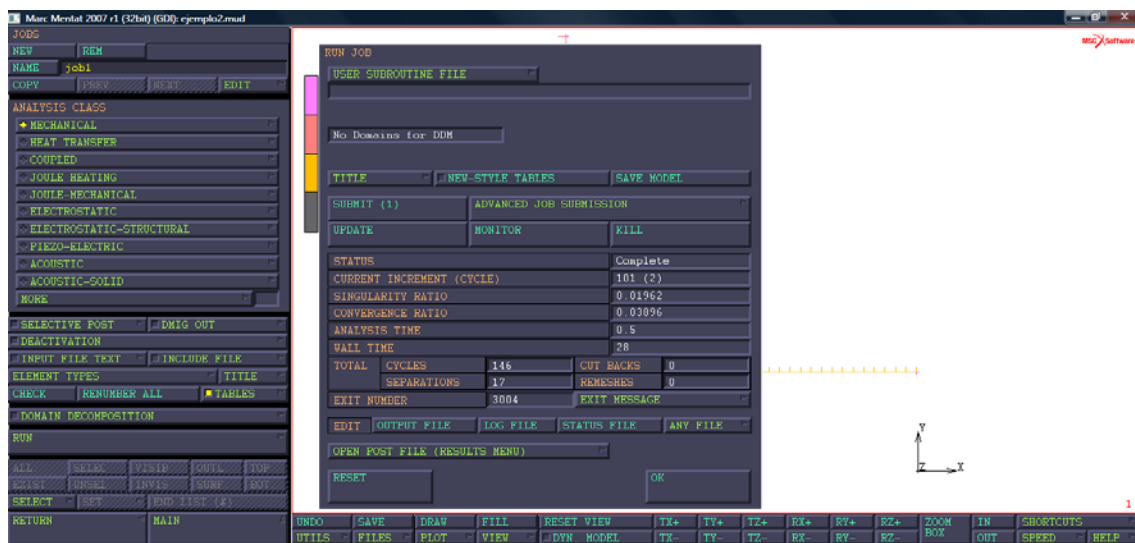 Marc Mentat 2007 r1 (32bit) (GDI): ejemplo2.mud
JOBS
NEW REM
NAME job1
COPY PREV NEXT EDIT
ANALYSIS CLASS
MECHANICAL
HEAT TRANSFER
COUPLED
JOULE HEATING
JOULE-MECHANICAL
ELECTROSTATIC
ELECTROSTATIC-STRUCTURAL
PIEZO-ELECTRIC
ACOUSTIC
ACOUSTIC-SOLID
MORE
SELECTIVE POST DMIG OUT
DEACTIVATION
INPUT FILE TEXT INCLUDE FILE
ELEMENT TYPES TITLE
CHECK RENUMBER ALL TABLES
DOMAIN DECOMPOSITION
RUN
ALL SELEC VISIB OUTL TOP
EXIST UNSEL INVIS SURF BOT
SELECT SET END LIST (#)
RETURN MAIN
RUN JOB
USER SUBROUTINE FILE
No Domains for DDM
TITLE NEW-STYLE TABLES SAVE MODEL
SUBMIT (1) ADVANCED JOB SUBMISSION
UPDATE MONITOR KILL
STATUS Complete
CURRENT INCREMENT (CYCLE) 101 (2)
SINGULARITY RATIO 0.01962
CONVERGENCE RATIO 0.03096
ANALYSIS TIME 0.5
WALL TIME 28
TOTAL CYCLES 146 CUT BACKS 0
SEPARATIONS 17 REMESHES 0
EXIT NUMBER 3004 EXIT MESSAGE
EDIT OUTPUT FILE LOG FILE STATUS FILE ANY FILE
OPEN POST FILE (RESULTS MENU)
RESET OK
MSC Software
Y
Z X
1
UNDO SAVE DRAW FILL RESET VIEW TX+ TY+ TZ+ RX+ RY+ RZ+ ZOOM BOX IN SHORTCUTS
UTILS FILES PLOT VIEW DYN. MODEL TX- TY- TZ- RX- RY- RZ- OUT SPEED HELP